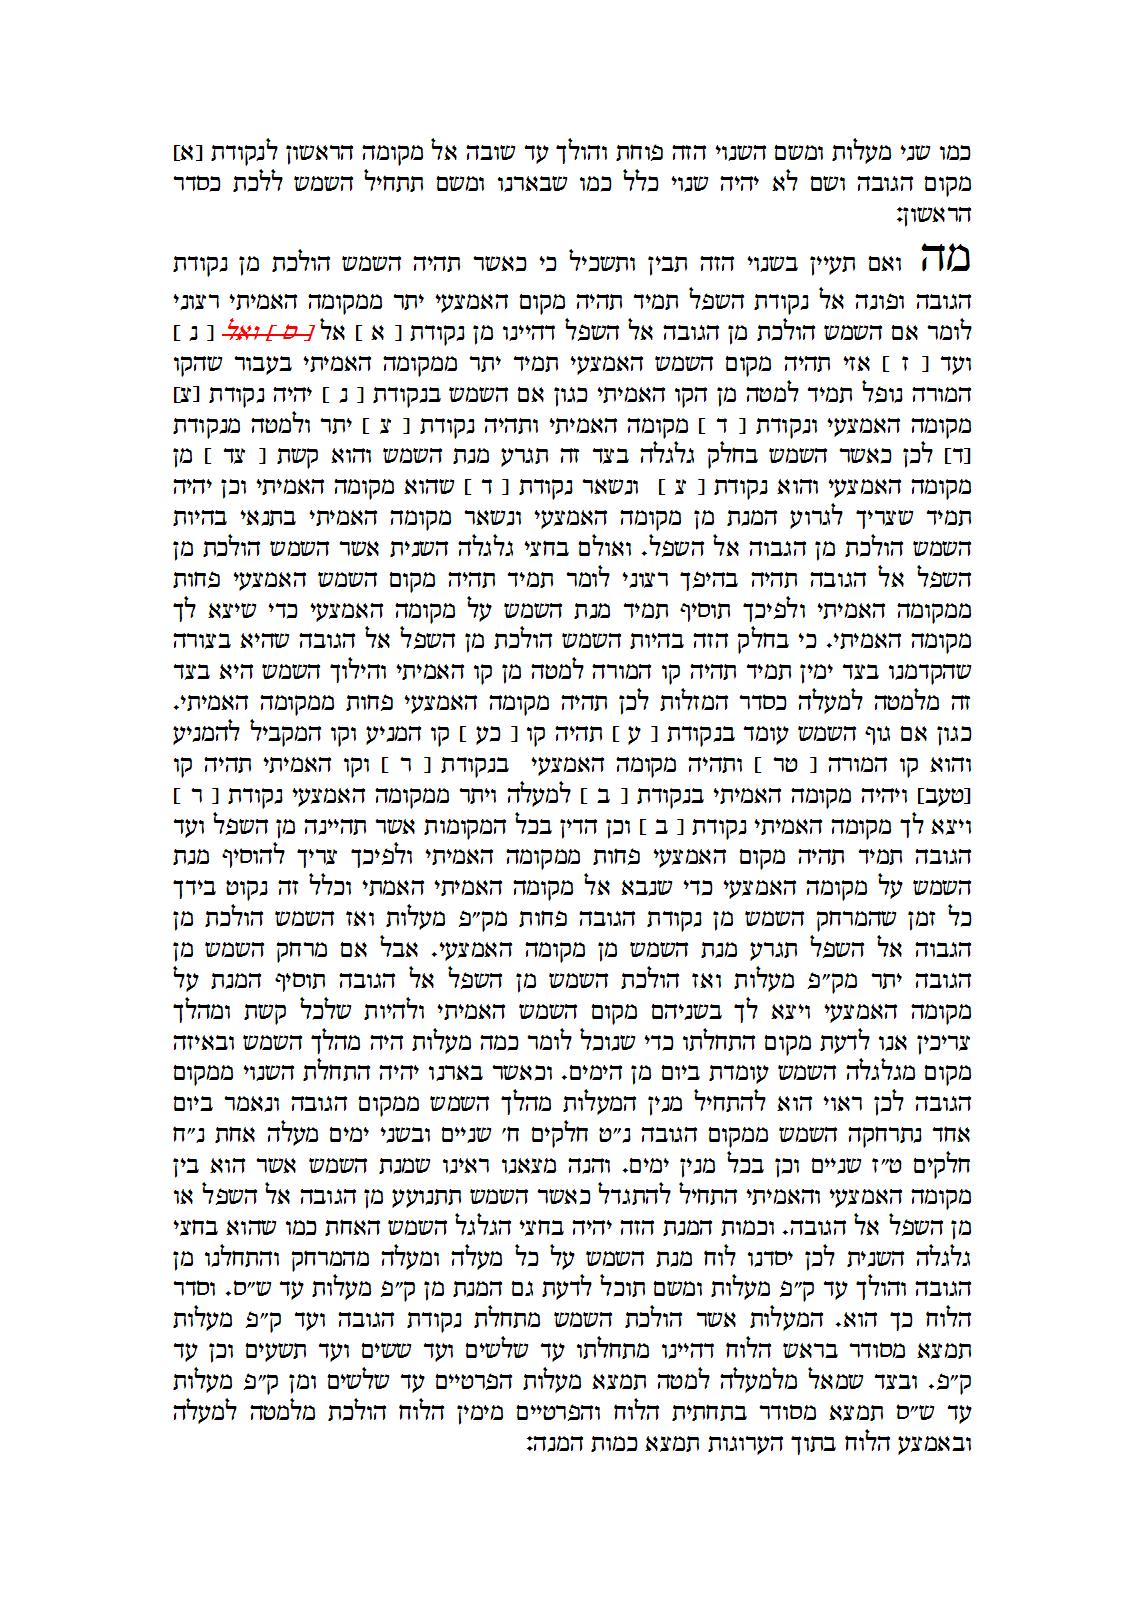 כמו שני מעלות ומשם השנוי הזה פוחת והולך עד שובה אל מקומה הראשון לנקודת [א]
מקום הגובה ושם לא יהיה שנוי כלל כמו שבארנו ומשם תתחיל השמש ללכת כסדר
הראשון:
מה ואם תעיין בשנוי הזה תבין ותשכיל כי כאשר תהיה השמש הולכת מן נקודת
הגובה ופונה אל נקודת השפל תמיד תהיה מקום האמצעי יתר ממקומה האמיתי רצוני
לומר אם השמש הולכת מן הגובה אל השפל דהיינו מן נקודת [ א ] אל [ ס ] ואל [ נ ]
ועד [ ז ] אזי תהיה מקום השמש האמצעי תמיד יתר ממקומה האמיתי בעבור שהקו
המורה נופל תמיד למטה מן הקו האמיתי כגון אם השמש בנקודת [ נ ] יהיה נקודת [צ]
מקומה האמצעי ונקודת [ ד ] מקומה האמיתי ותהיה נקודת [ צ ] יתר ולמטה מנקודת
[ד] לכן כאשר השמש בחלק גלגלה בצד זה תגרע מנת השמש והוא קשת [ צד ] מן
מקומה האמצעי והוא נקודת [ צ ] ונשאר נקודת [ ד ] שהוא מקומה האמיתי וכן יהיה
תמיד שצריך לגרוע המנת מן מקומה האמצעי ונשאר מקומה האמיתי בתנאי בהיות
השמש הולכת מן הגבוה אל השפל. ואולם בחצי גלגלה השנית אשר השמש הולכת מן
השפל אל הגובה תהיה בהיפך רצוני לומר תמיד תהיה מקום השמש האמצעי פחות
ממקומה האמיתי ולפיכך תוסיף תמיד מנת השמש על מקומה האמצעי כדי שיצא לך
מקומה האמיתי. כי בחלק הזה בהיות השמש הולכת מן השפל אל הגובה שהיא בצורה
שהקדמנו בצד ימין תמיד תהיה קו המורה למטה מן קו האמיתי והילוך השמש היא בצד
זה מלמטה למעלה כסדר המזלות לכן תהיה מקומה האמצעי פחות ממקומה האמיתי.
כגון אם גוף השמש עומד בנקודת [ ע ] תהיה קו [ כע ] קו המניע וקו המקביל להמניע
והוא קו המורה [ טר ] ותהיה מקומה האמצעי בנקודת [ ר ] וקו האמיתי תהיה קו
[טעב] ויהיה מקומה האמיתי בנקודת [ ב ] למעלה ויתר ממקומה האמצעי נקודת [ ר ]
ויצא לך מקומה האמיתי נקודת [ ב ] וכן הדין בכל המקומות אשר תהיינה מן השפל ועד
הגובה תמיד תהיה מקום האמצעי פחות ממקומה האמיתי ולפיכך צריך להוסיף מנת
השמש על מקומה האמצעי כדי שנבא אל מקומה האמיתי האמתי וכלל זה נקוט בידך
כל זמן שהמרחק השמש מן נקודת הגובה פחות מק״פ מעלות ואז השמש הולכת מן
הגבוה אל השפל תגרע מנת השמש מן מקומה האמצעי. אבל אם מרחק השמש מן
הגובה יתר מק״פ מעלות ואז הולכת השמש מן השפל אל הגובה תוסיף המנת על
מקומה האמצעי ויצא לך בשניהם מקום השמש האמיתי ולהיות שלכל קשת ומהלך
צריכין אנו לדעת מקום התחלתו כדי שנוכל לומר כמה מעלות היה מהלך השמש ובאיזה
מקום מגלגלה השמש עומדת ביום מן הימים. וכאשר בארנו יהיה התחלת השנוי ממקום
הגובה לכן ראוי הוא להתחיל מנין המעלות מהלך השמש ממקום הגובה ונאמר ביום
אחד נתרחקה השמש ממקום הגובה נ״ט חלקים ח׳ שניים ובשני ימים מעלה אחת נ״ח
חלקים ט״ז שניים וכן בכל מנין ימים. והנה מצאנו ראינו שמנת השמש אשר הוא בין
מקומה האמצעי והאמיתי התחיל להתגדל כאשר השמש תתנועע מן הגובה אל השפל או
מן השפל אל הגובה. וכמות המנת הזה יהיה בחצי הגלגל השמש האחת כמו שהוא בחצי
גלגלה השנית לכן יסדנו לוח מנת השמש על כל מעלה ומעלה מהמרחק והתחלנו מן
הגובה והולך עד ק״פ מעלות ומשם תוכל לדעת גם המנת מן ק״פ מעלות עד ש״ס. וסדר
הלוח כך הוא. המעלות אשר הולכת השמש מתחלת נקודת הגובה ועד ק״פ מעלות
תמצא מסודר בראש הלוח דהיינו מתחלתו עד שלשים ועד ששים ועד תשעים וכן עד
ק״פ. ובצד שמאל מלמעלה למטה תמצא מעלות הפרטיים עד שלשים ומן ק״פ מעלות
עד ש״ס תמצא מסודר בתחתית הלוח והפרטיים מימין הלוח הולכת מלמטה למעלה
ובאמצע הלוח בתוך הערוגות תמצא כמות המנה: